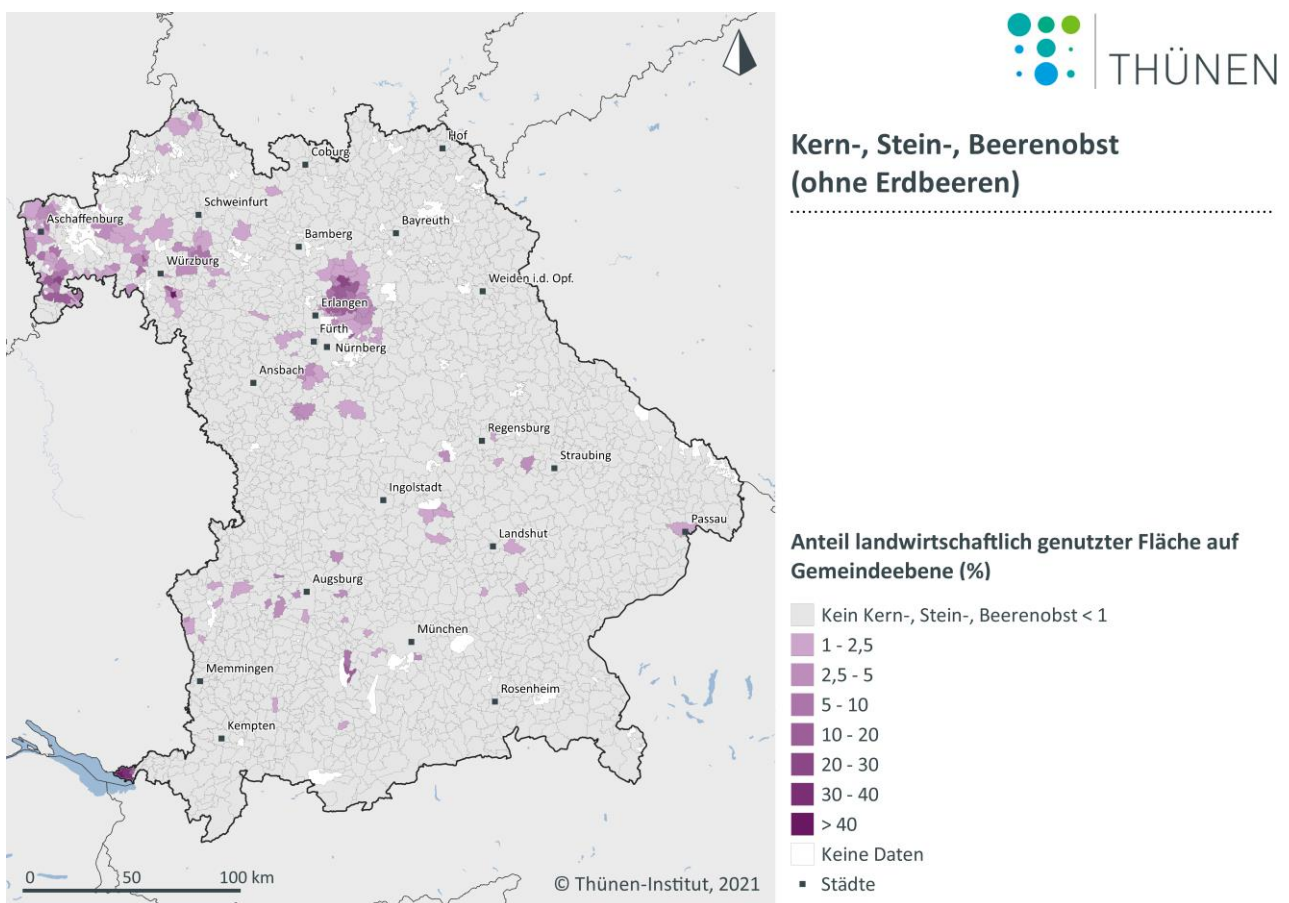 THÜNEN
Kern-, Stein-, Beerenobst
(ohne Erdbeeren)
Hof
Coburg
Schweinfurt
Aschaffenburg
Bayreuth
Bamberg
Würzburg
Weiden i.d. Opf.
Erlangen
Fürth
Nürnberg
Ansbach
Regensburg
Straubing
Ingolstadt
Passau
Landshut
Augsburg
München
Memmingen
Rosenheim
Kempten
0 50 100 km
© Thünen-Institut, 2021
Anteil landwirtschaftlich genutzter Fläche auf
Gemeindeebene (%)
Kein Kern-, Stein-, Beerenobst < 1
1 - 2,5
2,5 - 5
5 - 10
10 - 20
20 - 30
30 - 40
> 40
Keine Daten
Städte